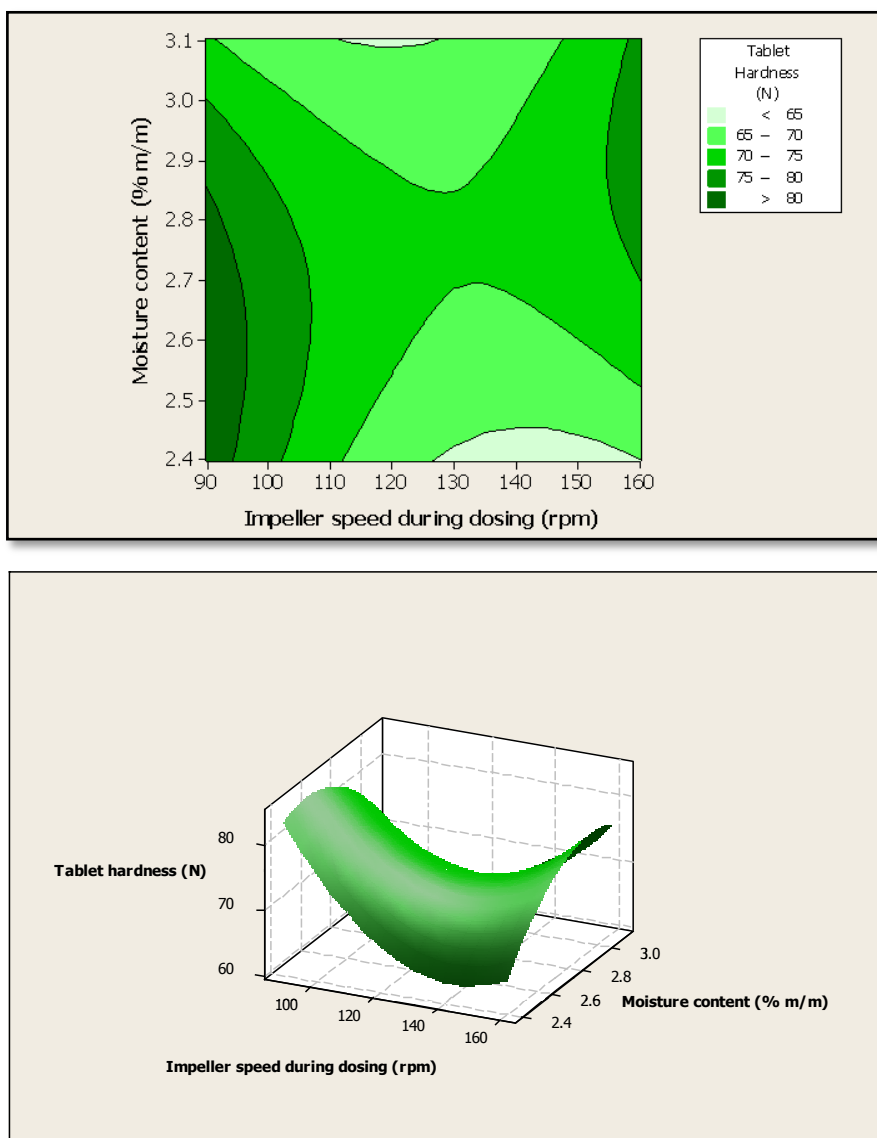 Tablet
Hardness
(N)
< 65
65 – 70
70 – 75
75 – 80
> 80
3.1
3.0
2.9
2.8
2.7
2.6
2.5
2.4
Moisture content (% m/m)
90 100 110 120 130 140 150 160
Impeller speed during dosing (rpm)
80
70
60
Tablet hardness (N)
100
120
140
160
Impeller speed during dosing (rpm)
3.0
2.8
2.6
2.4
Moisture content (% m/m)